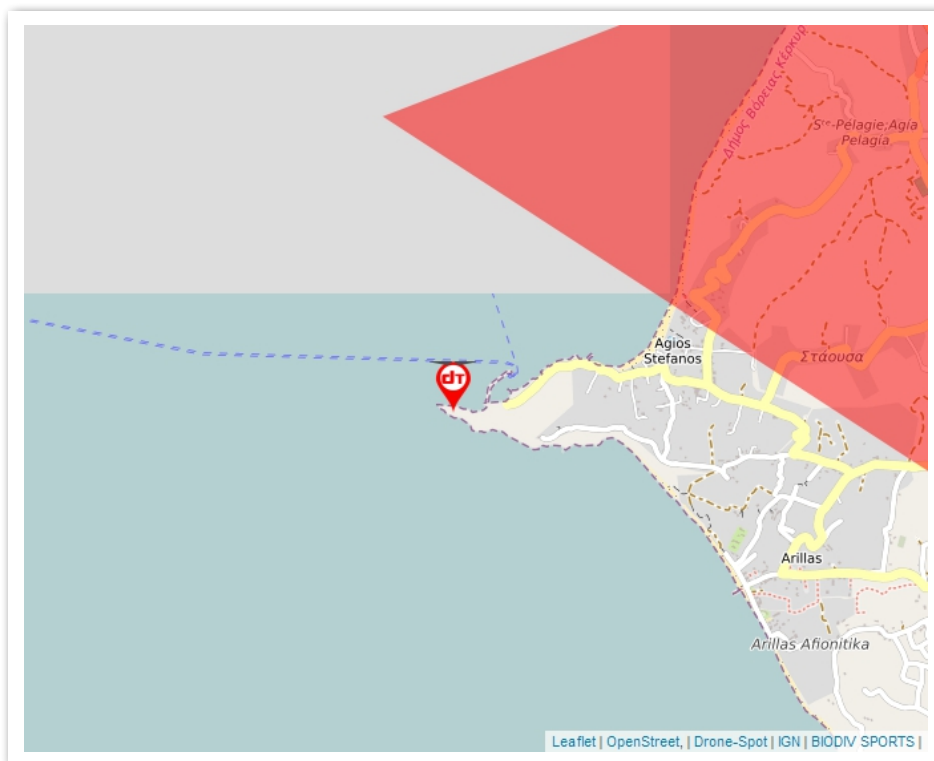 Δήμος Βόρειας Κέρκυρ
Ste-Pelagie;Agia
Pelagia
Agios
Stefanos
Στάουσα
dT
Arillas
Arillas Afionitika
Leaflet | OpenStreet, | Drone-Spot | IGN | BIODIV SPORTS |